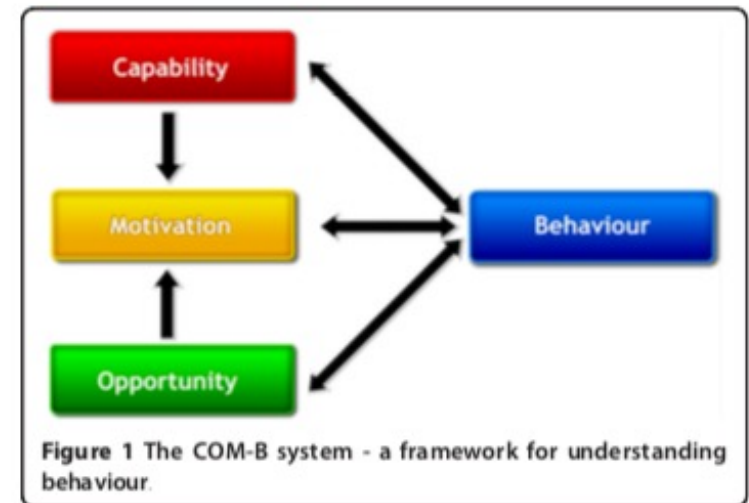 Capability
Motivation
Behaviour
Opportunity
Figure 1 The COM-B system - a framework for understanding
behaviour.